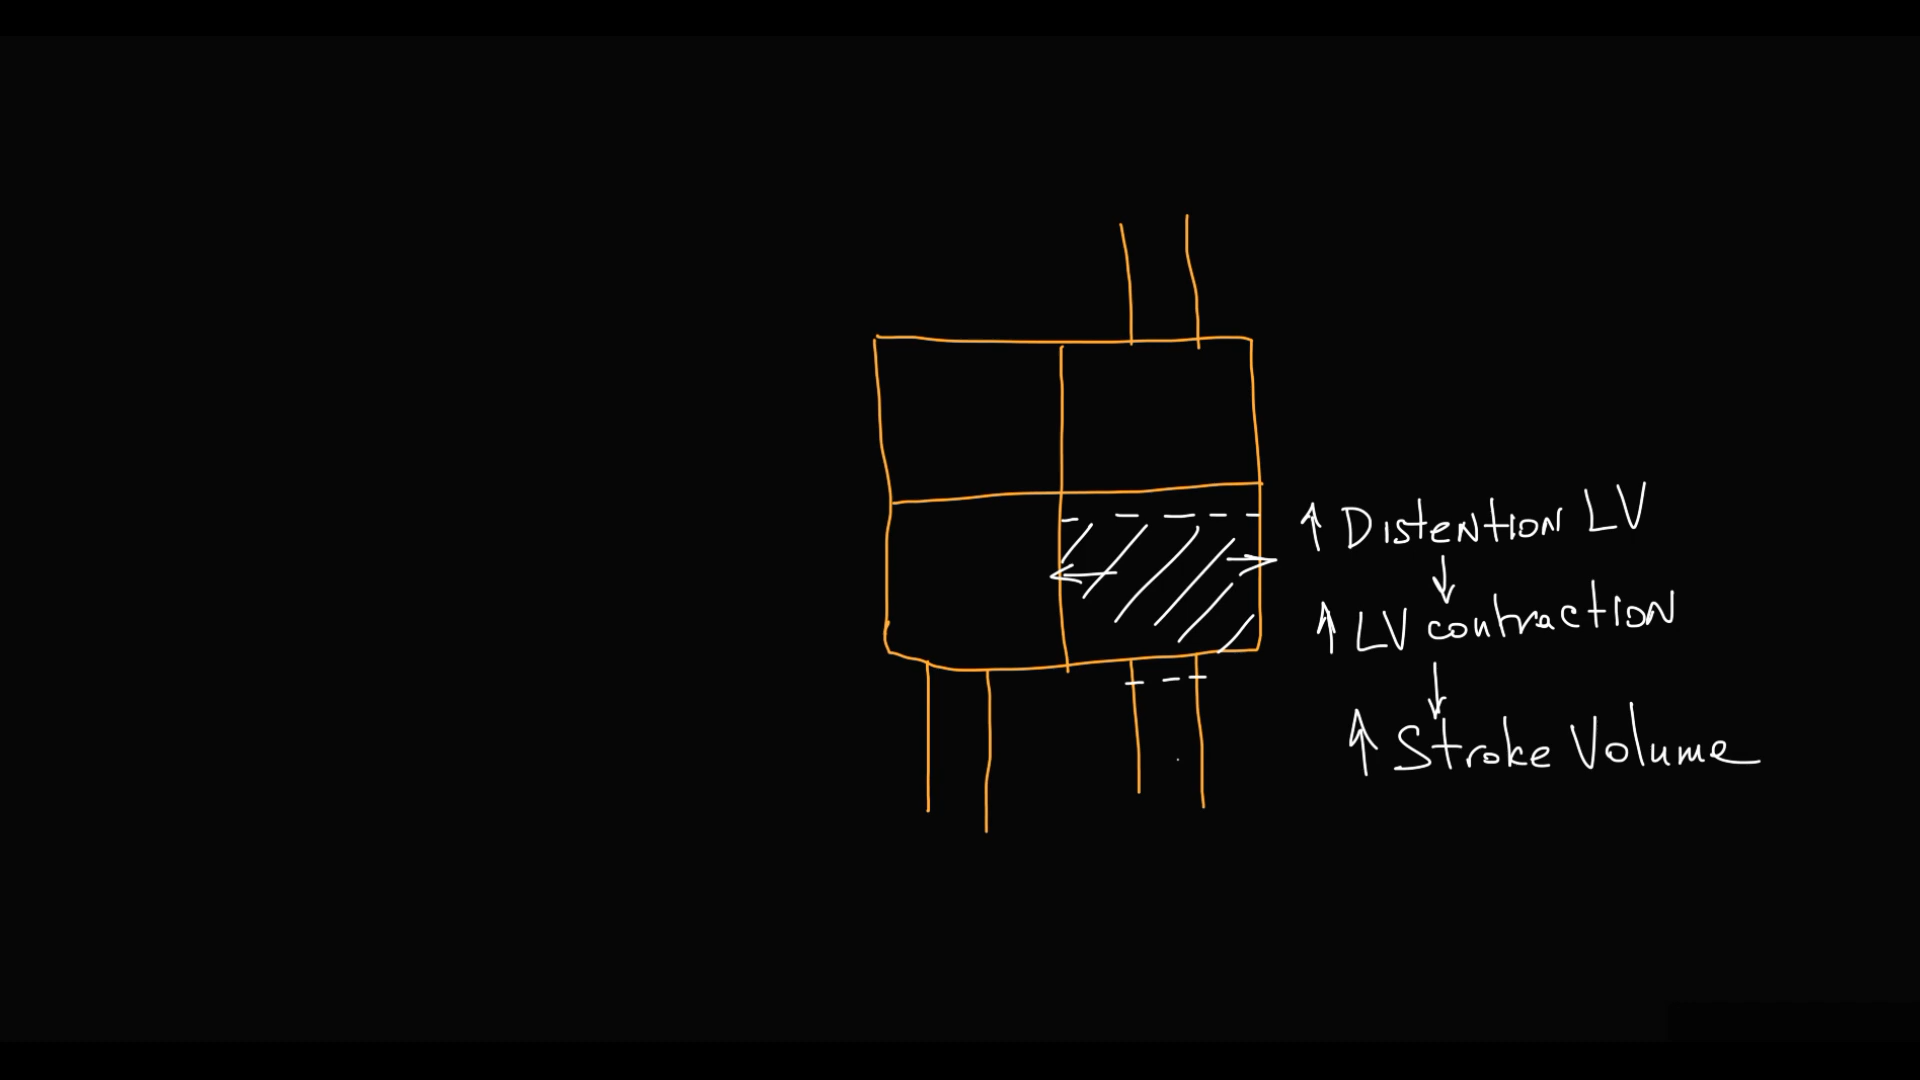 ↑ Distention LV
↓
↑ LV contraction
↓
↑ Stroke Volume